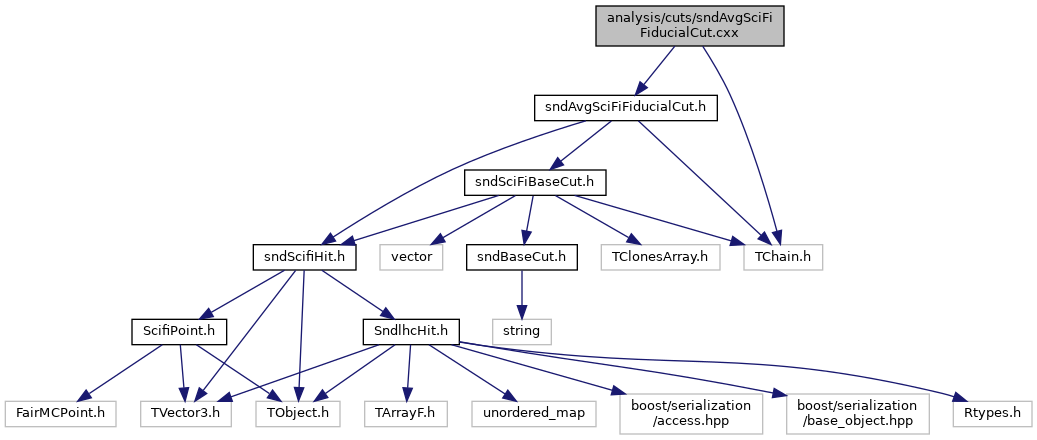 analysis/cuts/sndAvgSciFi
FiducialCut.cxx
sndAvgSciFiFiducialCut.h
sndSciFiBaseCut.h
sndScifiHit.h
vector
sndBaseCut.h
TClonesArray.h
TChain.h
ScifiPoint.h
SndlhcHit.h
string
FairMCPoint.h
TVector3.h
TObject.h
TArrayF.h
unordered_map
boost/serialization
/access.hpp
boost/serialization
/base_object.hpp
Rtypes.h